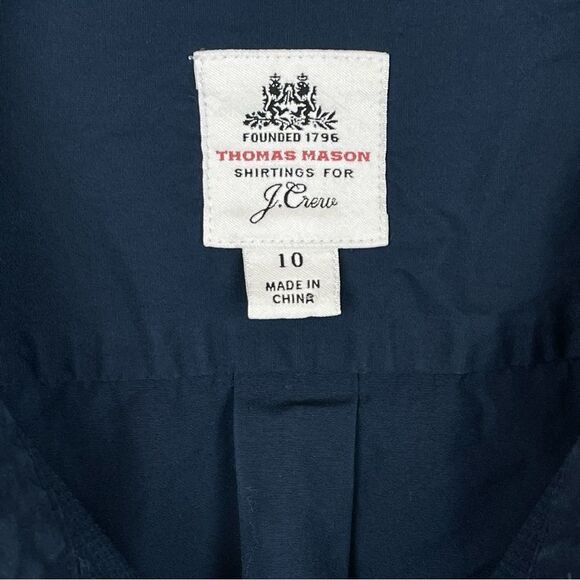 FOUNDED 1796
THOMAS MASON
SHIRTINGS FOR
J.Crew
10
MADE IN
CHINA